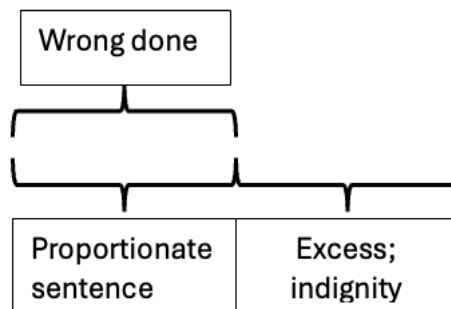 Wrong done
Proportionate
sentence
Excess;
indignity